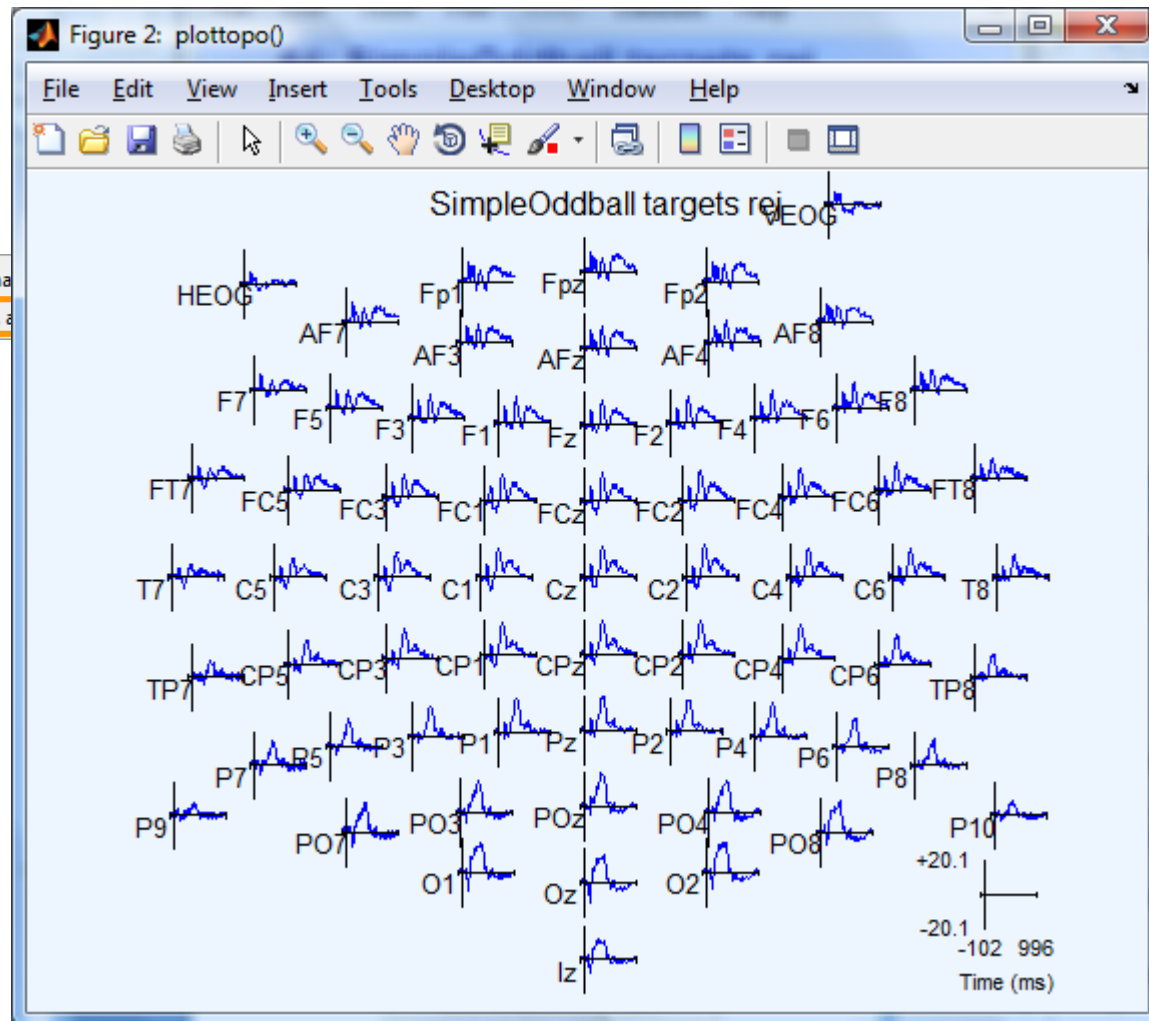 Figure 2: plottopo()
File Edit View Insert Tools Desktop Window Help
SimpleOddball targets rej
VEOG
HEOG Fp1 Fpz Fp2
AF7 AF3 AFz AF4 AF8
F7 F5 F3 F1 Fz F2 F4 F6 F8
FT7 FC5 FC3 FC1 FCz FC2 FC4 FC6 FT8
T7 C5 C3 C1 Cz C2 C4 C6 T8
TP7 CP5 CP3 CP1 CPz CP2 CP4 CP6 TP8
P7 P5 P3 P1 Pz P2 P4 P6 P8
P9 PO7 PO3 POz PO4 PO8 P10
O1 Oz O2
+20.1
-20.1
-102 996
Time (ms)
Iz